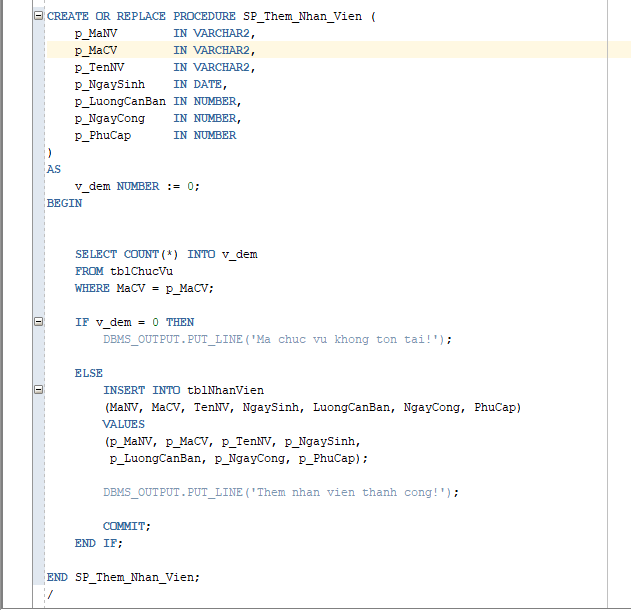 CREATE OR REPLACE PROCEDURE SP_Them_Nhan_Vien (
    p_MaNV        IN VARCHAR2,
    p_MaCV        IN VARCHAR2,
    p_TenNV       IN VARCHAR2,
    p_NgaySinh    IN DATE,
    p_LuongCanBan IN NUMBER,
    p_NgayCong    IN NUMBER,
    p_PhuCap      IN NUMBER
)
AS
    v_dem NUMBER := 0;
BEGIN
    SELECT COUNT(*) INTO v_dem
    FROM tblChucVu
    WHERE MaCV = p_MaCV;
    IF v_dem = 0 THEN
        DBMS_OUTPUT.PUT_LINE('Ma chuc vu khong ton tai!');
    ELSE
        INSERT INTO tblNhanVien
        (MaNV, MaCV, TenNV, NgaySinh, LuongCanBan, NgayCong, PhuCap)
        VALUES
        (p_MaNV, p_MaCV, p_TenNV, p_NgaySinh,
         p_LuongCanBan, p_NgayCong, p_PhuCap);
        DBMS_OUTPUT.PUT_LINE('Them nhan vien thanh cong!');
        COMMIT;
    END IF;
END SP_Them_Nhan_Vien;
/